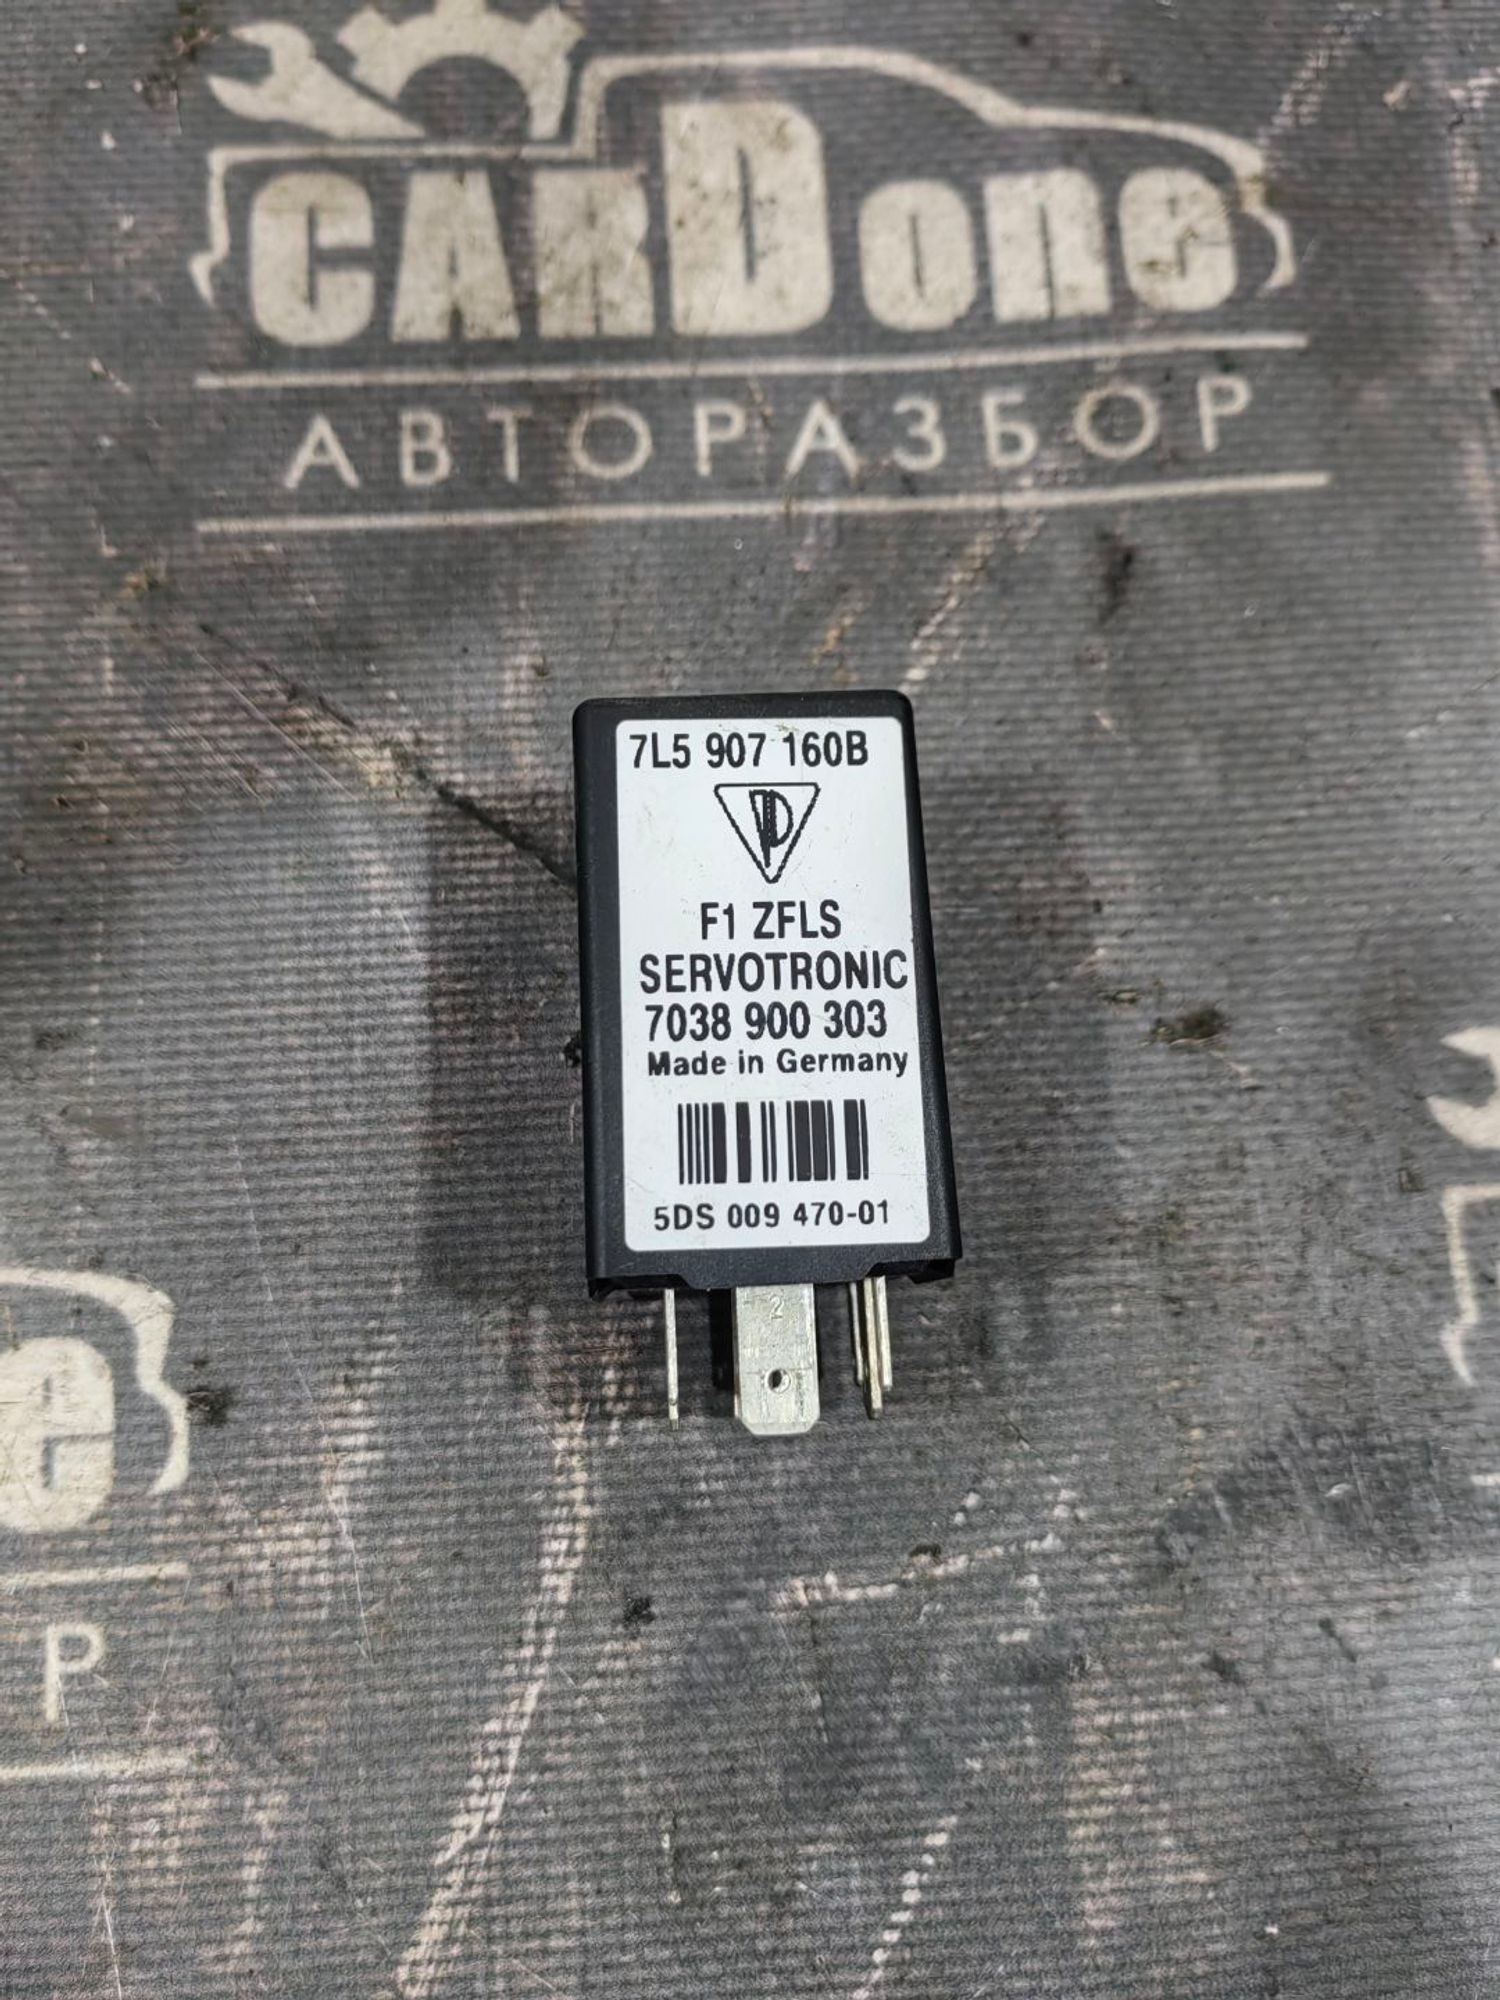 CARDone
АВТОРАЗБОР
7L5 907 160B
F1 ZFLS
SERVOTRONIC
7038 900 303
Made in Germany
5DS 009 470-01
2
e
Р